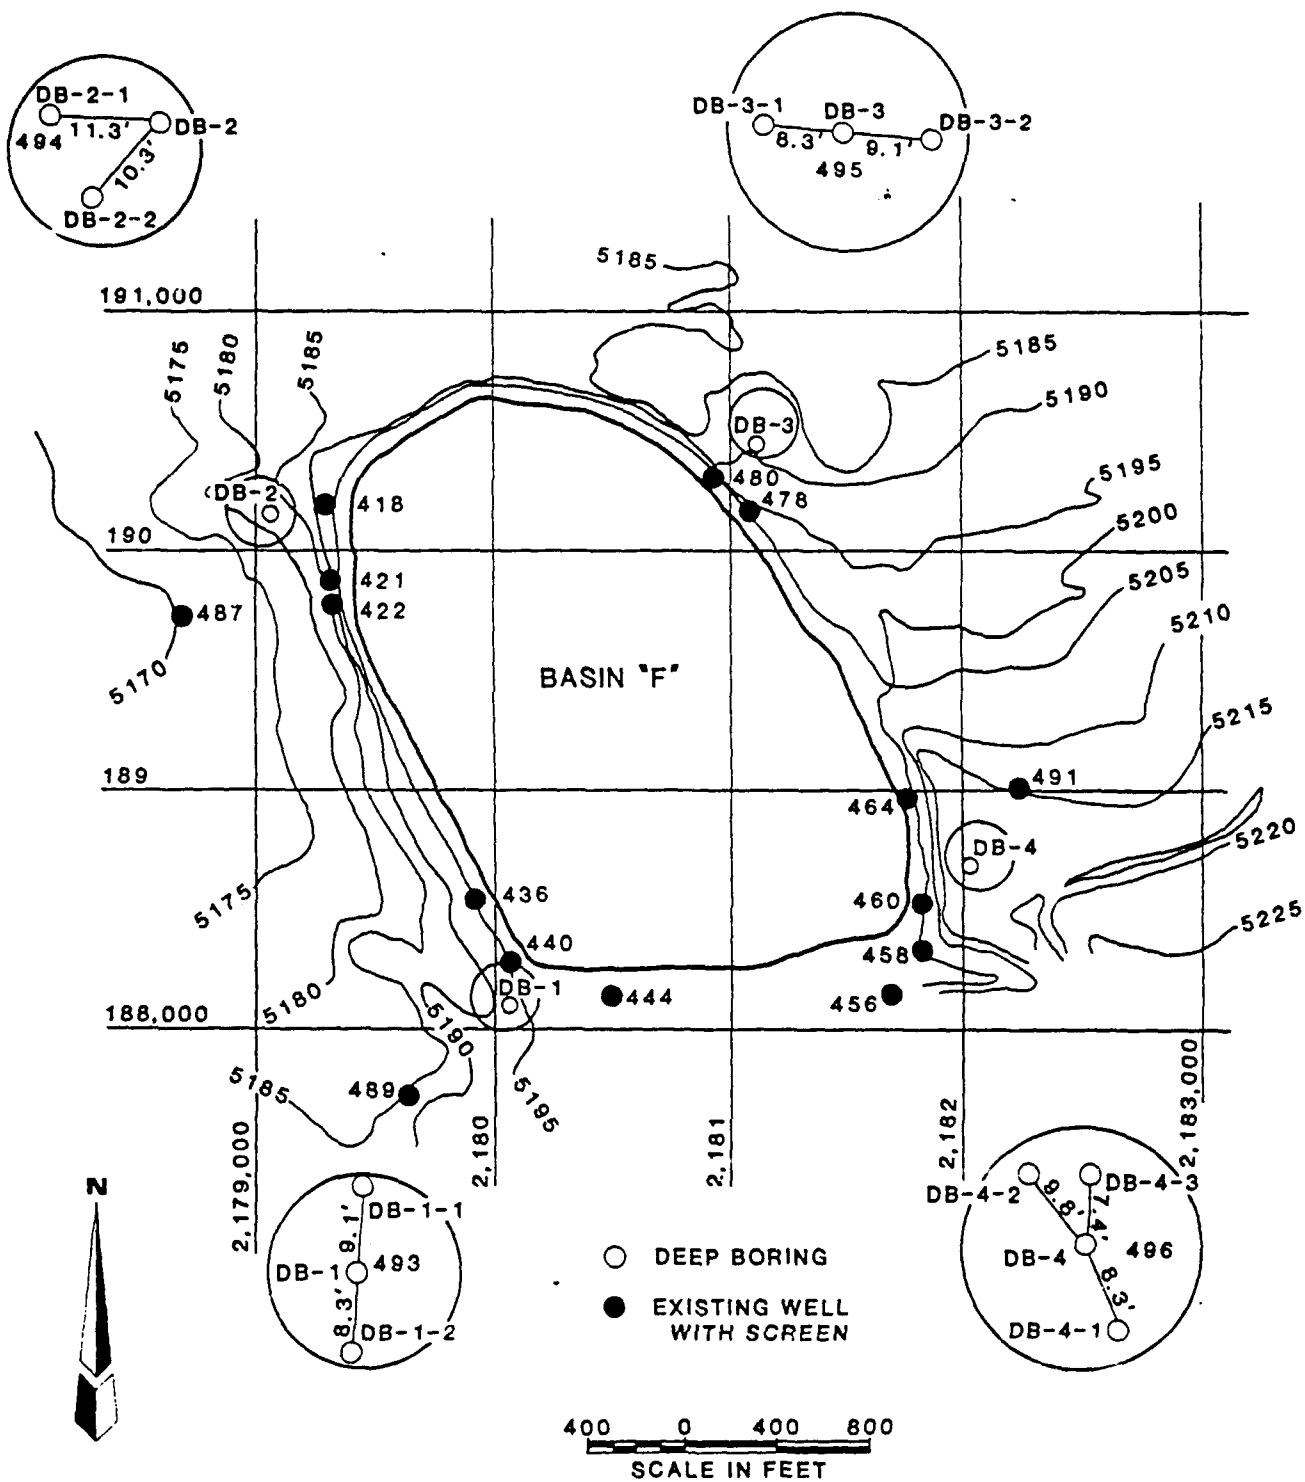 DB-2-1
DB-2
11.3'
494
10.3'
DB-2-2
DB-3-1
DB-3
DB-3-2
8.3'
9.1'
495
5185
191,000
5175
5180
5185
5185
5190
DB-3
480
478
5195
DB-2
418
5200
190
421
422
487
5205
5210
5170
BASIN "F"
5215
189
491
464
DB-4
5220
5175
436
460
5225
440
458
DB-1
444
456
5180
5190
188,000
5185
489
5195
2,179,000
2,180
2,181
2,182
2,183,000
N
DB-1-1
9.1'
DB-1
493
8.3'
DB-1-2
DEEP BORING
EXISTING WELL
WITH SCREEN
DB-4-2
DB-4-3
9.8'
7.4'
DB-4
496
8.3'
DB-4-1
400 0 400 800
SCALE IN FEET